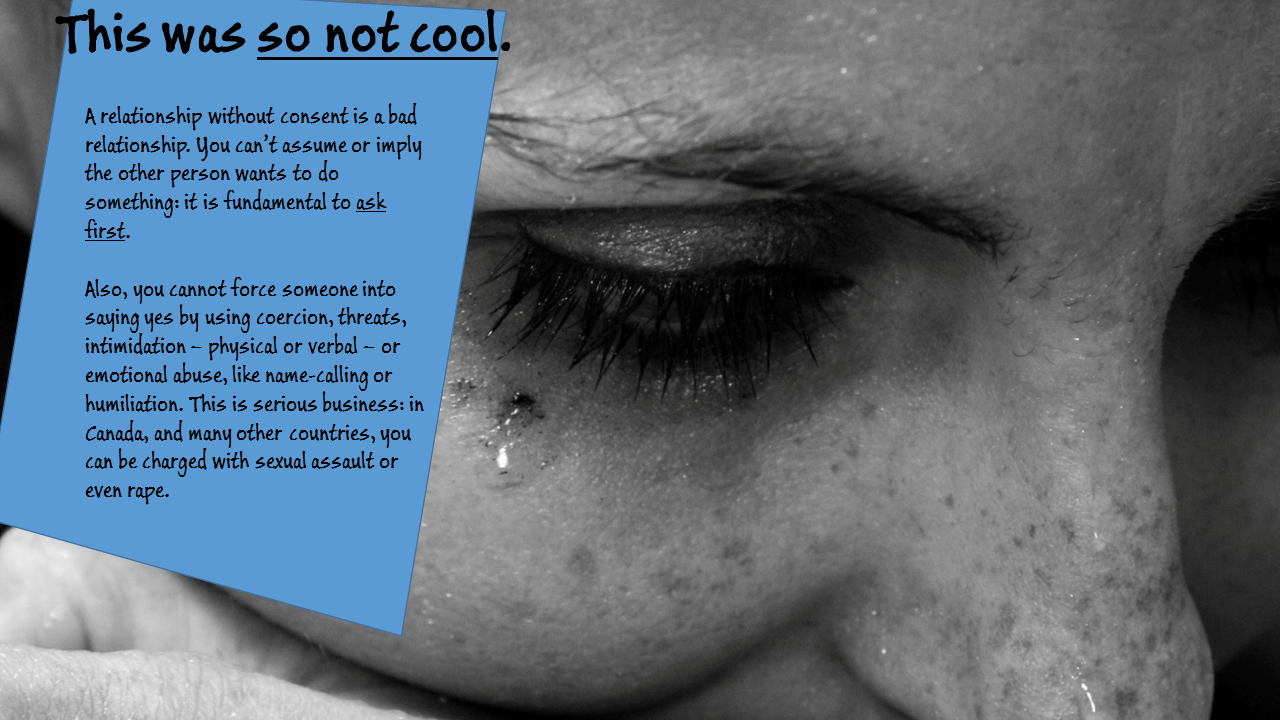 This was so not cool.
A relationship without consent is a bad
relationship. You can’t assume or imply
the other person wants to do
something: it is fundamental to ask
first.
Also, you cannot force someone into
saying yes by using coercion, threats,
intimidation – physical or verbal – or
emotional abuse, like name-calling or
humiliation. This is serious business: in
Canada, and many other countries, you
can be charged with sexual assault or
even rape.